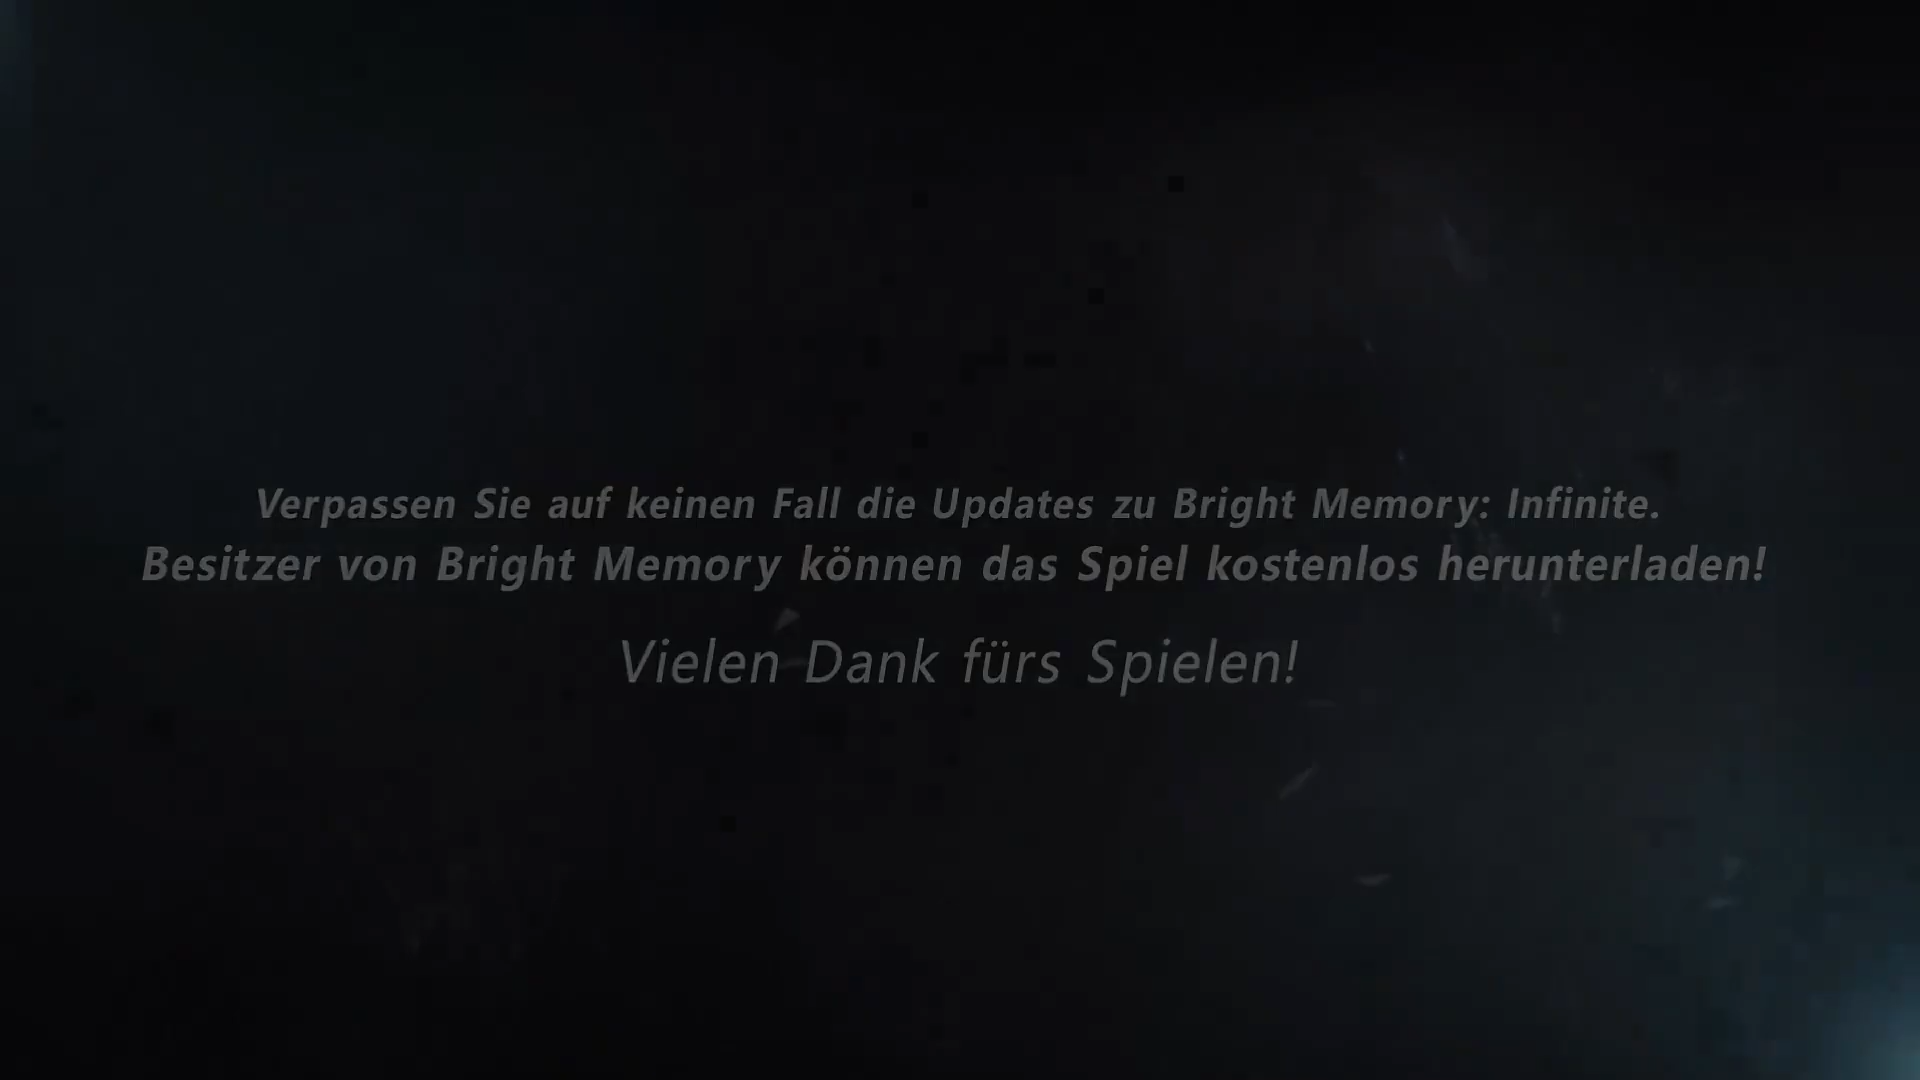 Verpassen Sie auf keinen Fall die Updates zu Bright Memory: Infinite.
Besitzer von Bright Memory können das Spiel kostenlos herunterladen!
Vielen Dank fürs Spielen!